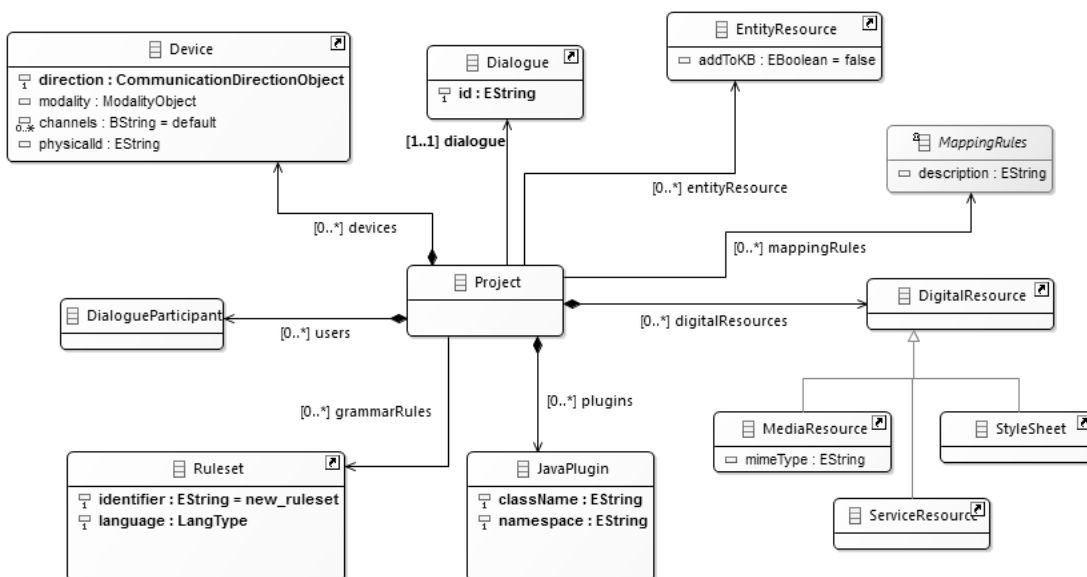 Device
direction : CommunicationDirectionObject
modality : ModalityObject
channels : BString = default
physicalId : EString
Dialogue
id : EString
EntityResource
addToKB : EBoolean = false
MappingRules
description : EString
[1..1] dialogue
[0..*] entityResource
[0..*] devices
[0..*] mappingRules
Project
DialogueParticipant
[0..*] users
[0..*] digitalResources
DigitalResource
[0..*] grammarRules
[0..*] plugins
MediaResource
mimeType : EString
StyleSheet
ServiceResource
Ruleset
identifier : EString = new_ruleset
language : LangType
JavaPlugin
className : EString
namespace : EString